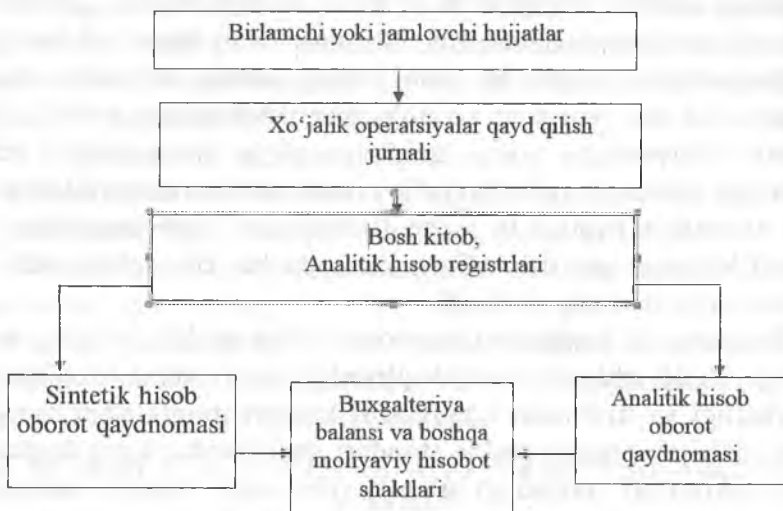 Birlamchi yoki jamlovchi hujjatlar
Xo‘jalik operatsiyalar qayd qilish
jurnali
Bosh kitob,
Analitik hisob registrlari
Sintetik hisob
oborot qaydnomasi
Buxgalteriya
balansi va boshqa
moliyaviy hisobot
shakllari
Analitik hisob
oborot
qaydnomasi